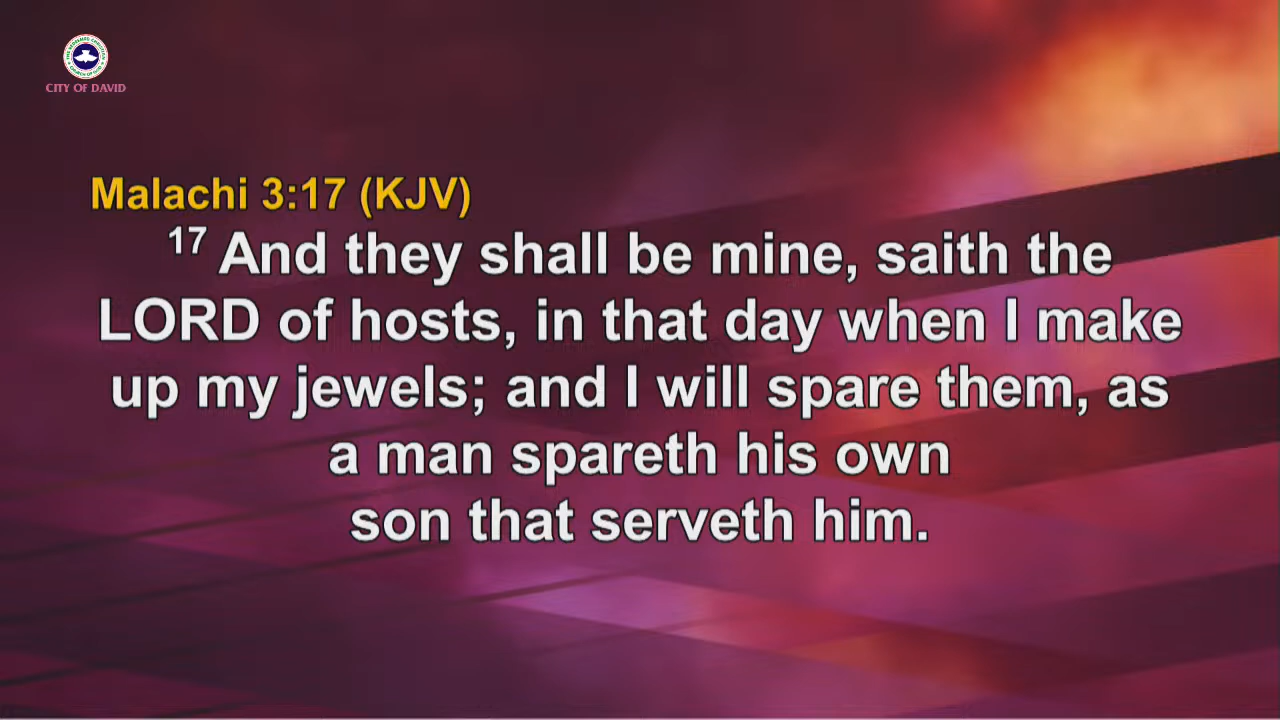 CITY OF DAVID
Malachi 3:17 (KJV)
17 And they shall be mine, saith the
LORD of hosts, in that day when I make
up my jewels; and I will spare them, as
a man spareth his own
son that serveth him.